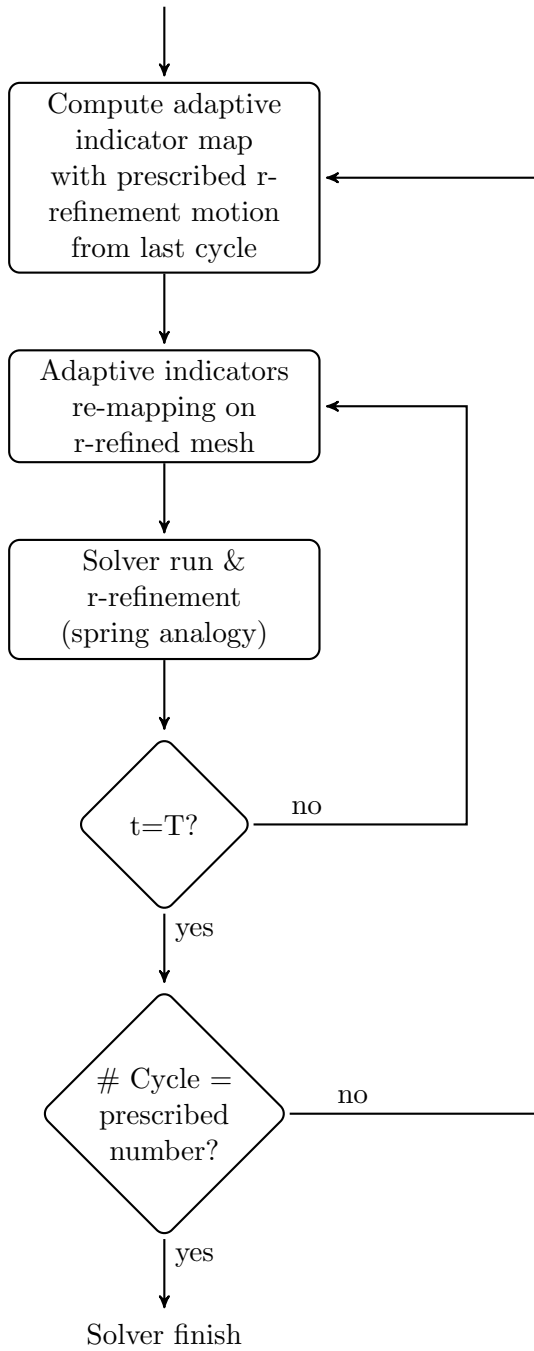 Compute adaptive
indicator map
with prescribed r-
refinement motion
from last cycle
Adaptive indicators
re-mapping on
r-refined mesh
Solver run &
r-refinement
(spring analogy)
t=T?
no
yes
# Cycle =
prescribed
number?
no
yes
Solver finish